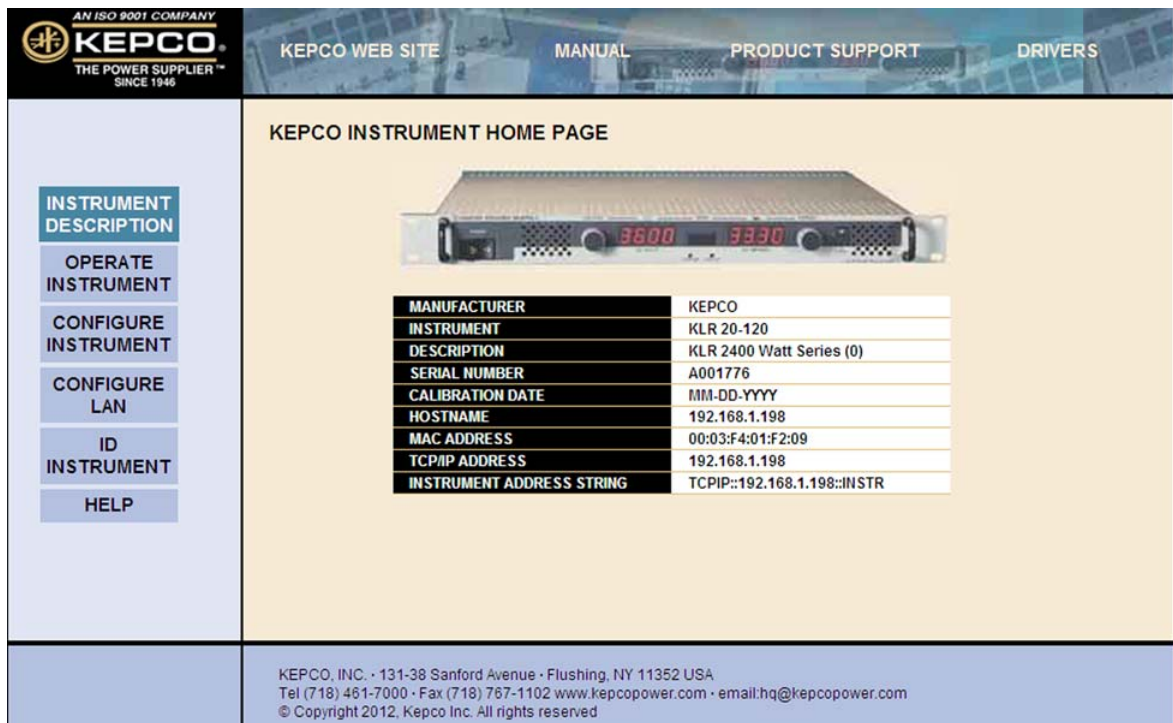 AN ISO 9001 COMPANY
KEPCO®
THE POWER SUPPLIER™
SINCE 1946
KEPCO WEB SITE MANUAL PRODUCT SUPPORT DRIVERS
INSTRUMENT
DESCRIPTION
OPERATE
INSTRUMENT
CONFIGURE
INSTRUMENT
CONFIGURE
LAN
ID
INSTRUMENT
HELP
KEPCO INSTRUMENT HOME PAGE
3600 33.30
MANUFACTURER KEPCO
INSTRUMENT KLR 20-120
DESCRIPTION KLR 2400 Watt Series (0)
SERIAL NUMBER A001776
CALIBRATION DATE MM-DD-YYYY
HOSTNAME 192.168.1.198
MAC ADDRESS 00:03:F4:01:F2:09
TCP/IP ADDRESS 192.168.1.198
INSTRUMENT ADDRESS STRING TCPIP::192.168.1.198::INSTR
KEPCO, INC. · 131-38 Sanford Avenue · Flushing, NY 11352 USA
Tel (718) 461-7000 · Fax (718) 767-1102 www.kepcopower.com · email:hq@kepcopower.com
© Copyright 2012, Kepco Inc. All rights reserved